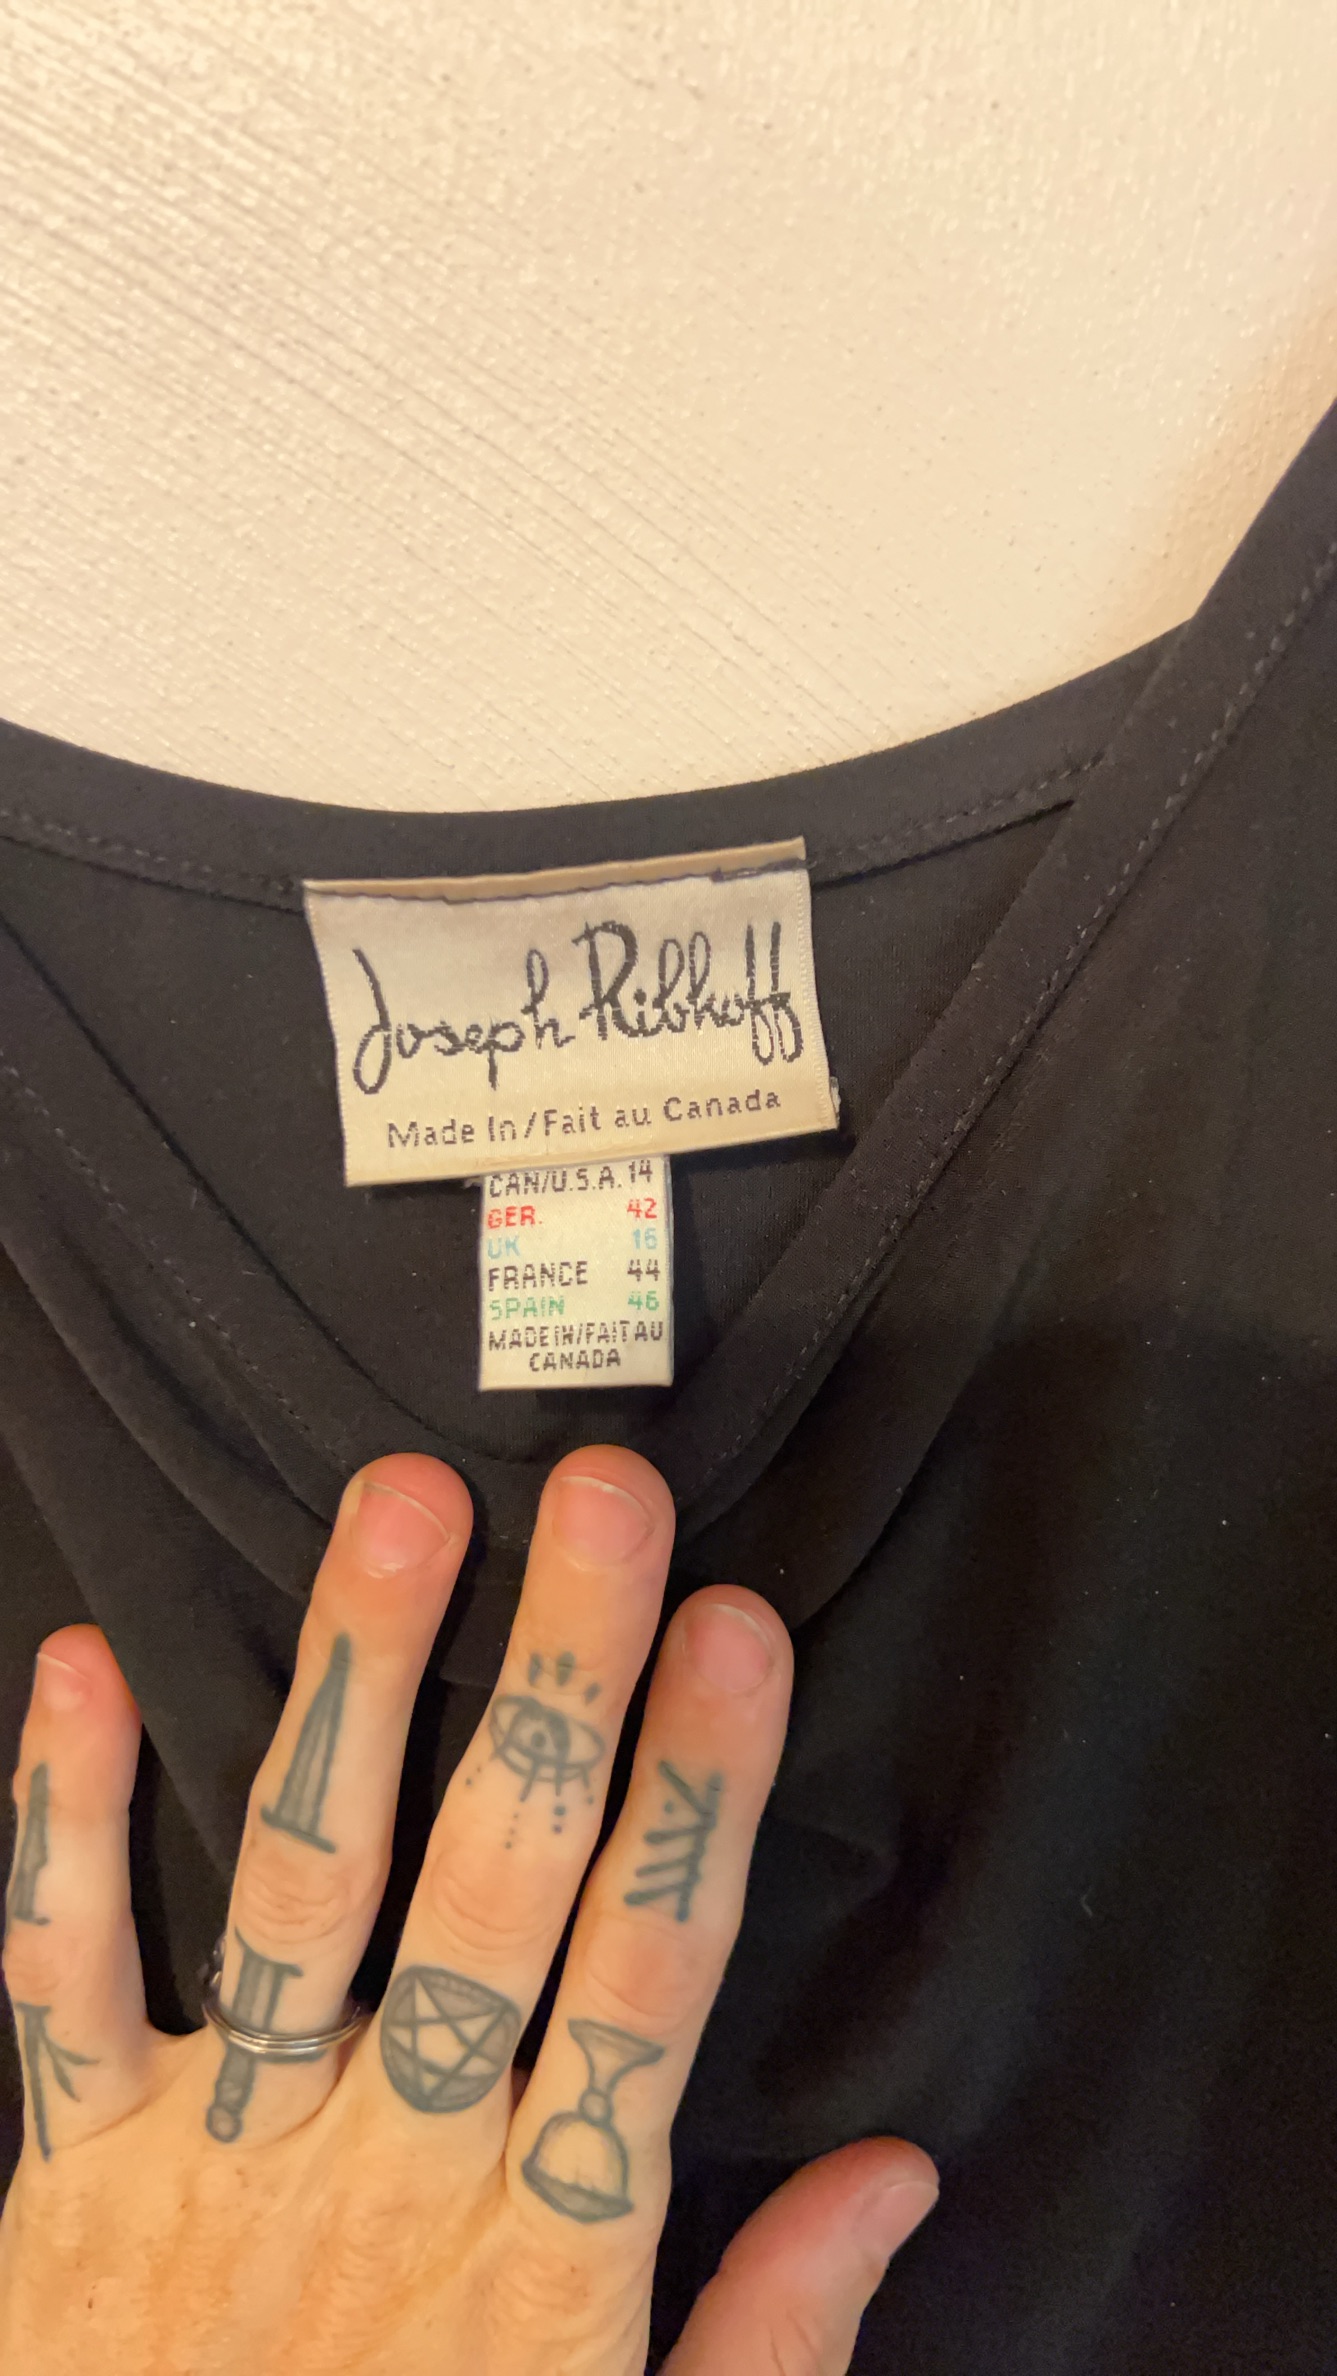 Joseph Ribkoff
Made In/Fait au Canada
CAN/U.S.A. 14
GER. 42
UK 16
FRANCE 44
SPAIN 46
MADE IN/FAIT AU
CANADA